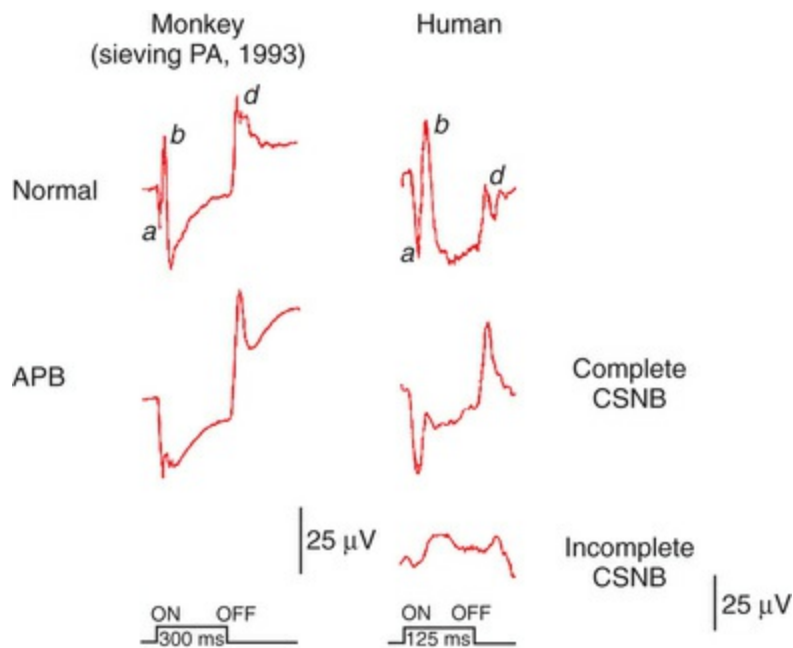 Monkey
(sieving PA, 1993)
Human
Normal
a
b
d
a
b
d
APB
Complete
CSNB
25 μV
Incomplete
CSNB
25 μV
ON OFF
300 ms
ON OFF
125 ms